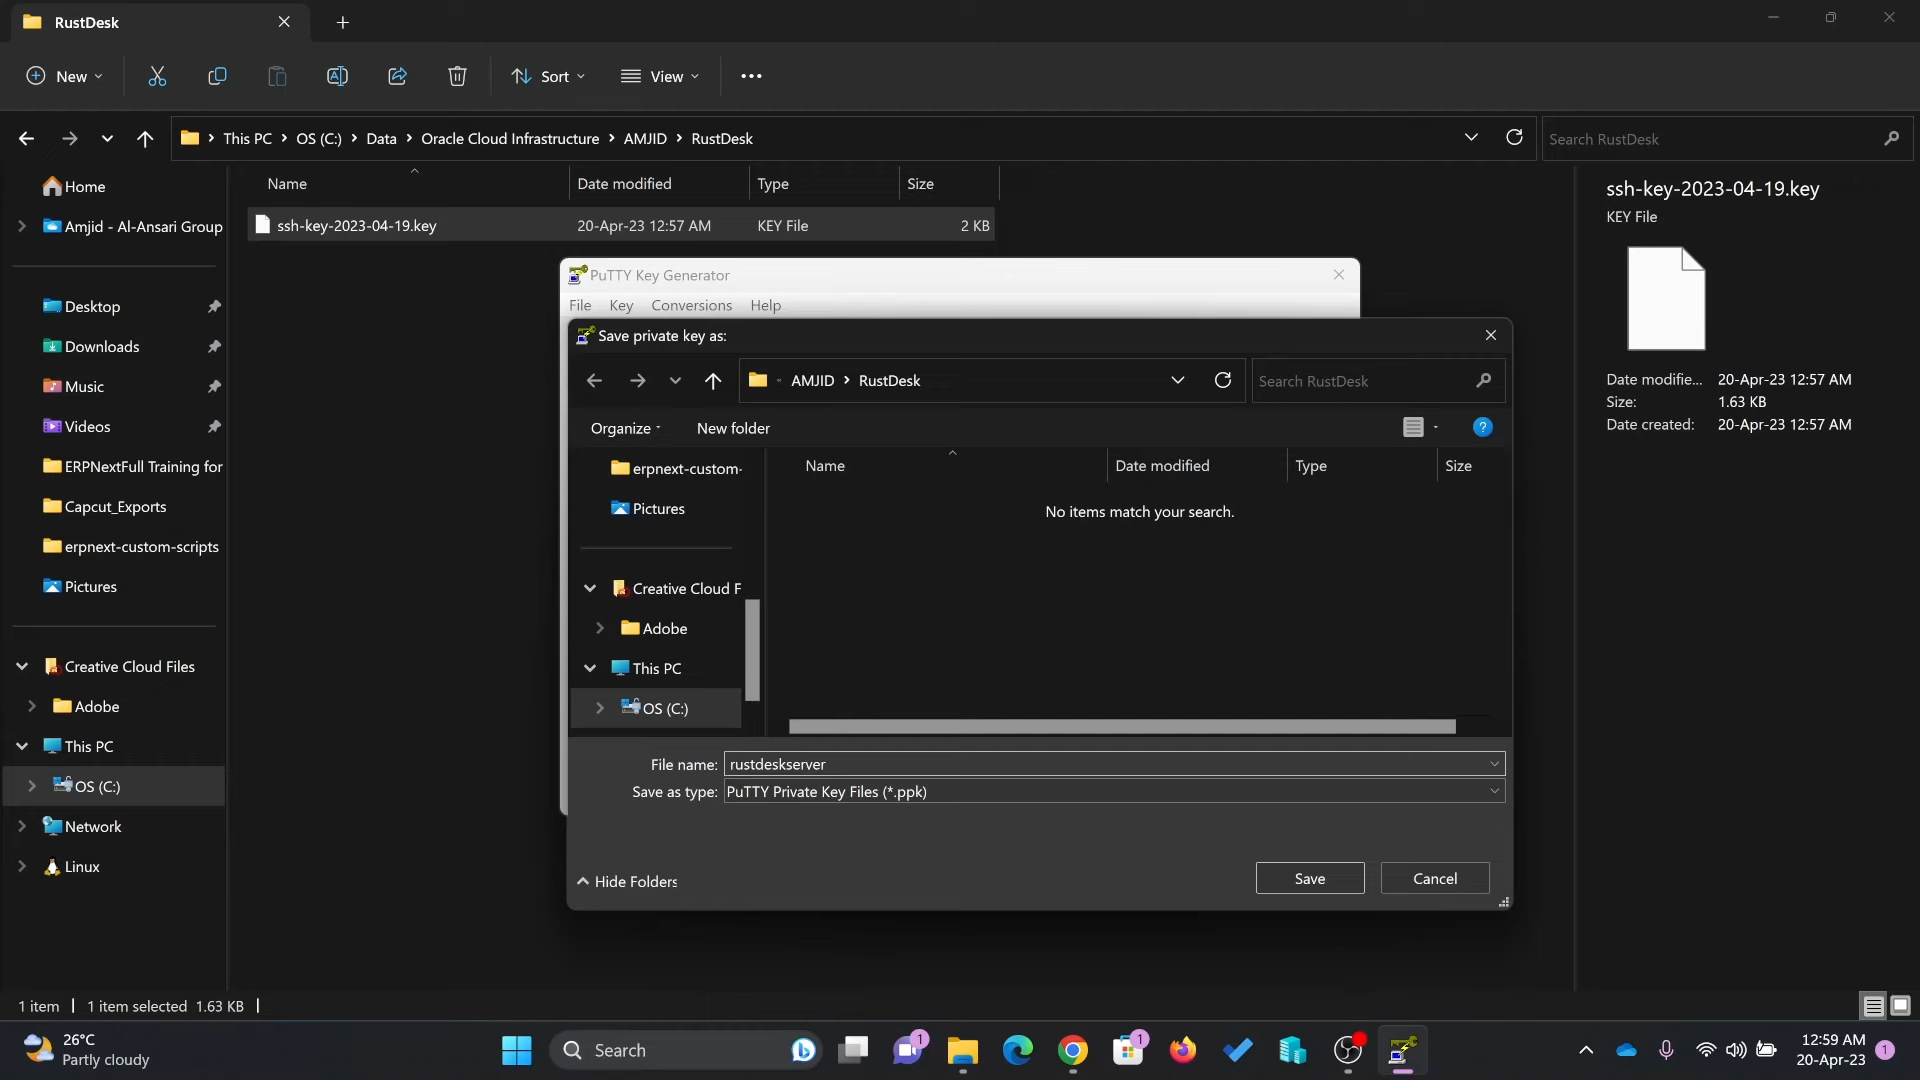 RustDesk
New
Sort
View
This PC
OS (C:)
Data
Oracle Cloud Infrastructure
AMJID
RustDesk
Search RustDesk
Home
Amjid - Al-Ansari Group
Desktop
Downloads
Music
Videos
ERPNextFull Training for
Capcut_Exports
erpnext-custom-scripts
Pictures
Creative Cloud Files
Adobe
This PC
OS (C:)
Network
Linux
Name Date modified Type Size
ssh-key-2023-04-19.key 20-Apr-23 12:57 AM KEY File 2 KB
ssh-key-2023-04-19.key
KEY File
Date modifie... 20-Apr-23 12:57 AM
Size: 1.63 KB
Date created: 20-Apr-23 12:57 AM
PuTTY Key Generator
File Key Conversions Help
Save private key as:
AMJID RustDesk
Search RustDesk
Organize New folder
?
erpnext-custom-
Pictures
Creative Cloud F
Adobe
This PC
OS (C:)
Name Date modified Type Size
No items match your search.
File name: rustdeskserver
Save as type: PuTTY Private Key Files (*.ppk)
Hide Folders
Save
Cancel
1 item 1 item selected 1.63 KB
26°C
Partly cloudy
Search
1
1
12:59 AM
20-Apr-23
1